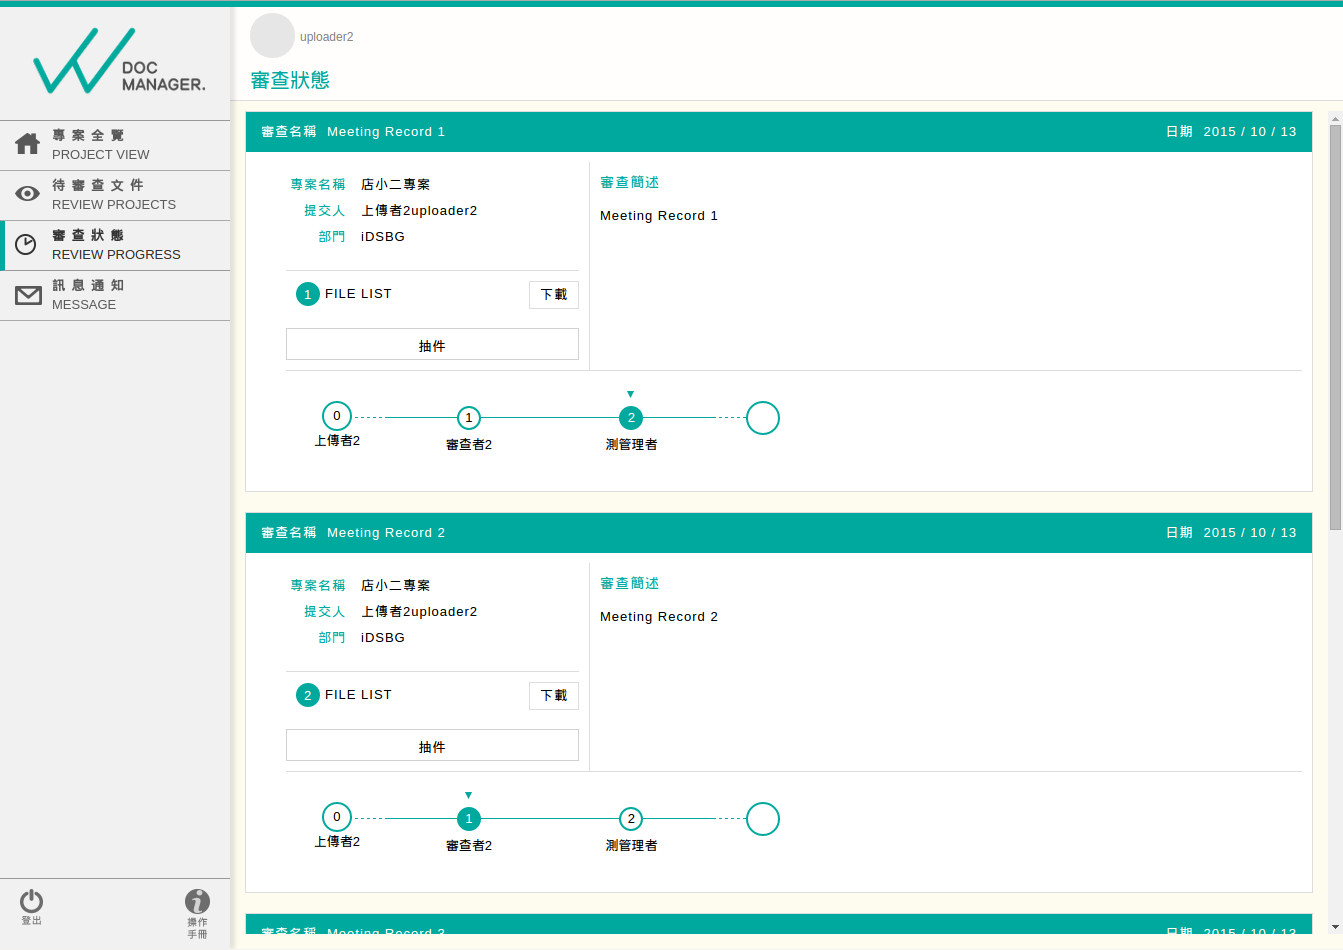 DOC
MANAGER.
專案全覽
PROJECT VIEW
待審查文件
REVIEW PROJECTS
審查狀態
REVIEW PROGRESS
訊息通知
MESSAGE
登出
操作
手冊
uploader2
審查狀態
審查名稱 Meeting Record 1 日期 2015 / 10 / 13
專案名稱 店小二專案
提交人 上傳者2uploader2
部門 iDSBG
審查簡述
Meeting Record 1
1 FILE LIST 下載
抽件
0 1 2
上傳者2 審查者2 測管理者
審查名稱 Meeting Record 2 日期 2015 / 10 / 13
專案名稱 店小二專案
提交人 上傳者2uploader2
部門 iDSBG
審查簡述
Meeting Record 2
2 FILE LIST 下載
抽件
0 1 2
上傳者2 審查者2 測管理者
審查名稱 Meeting Record 3 日期 2015 / 10 / 13